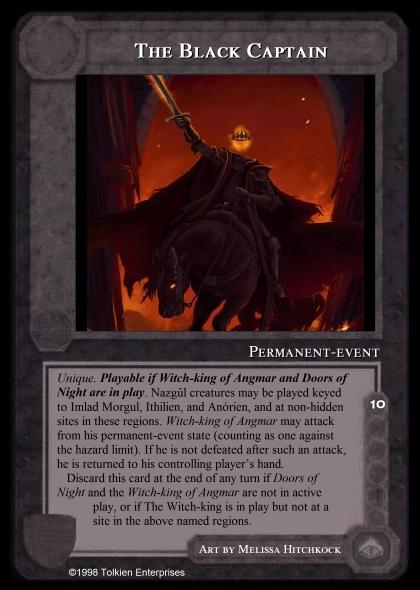 The Black Captain
Permanent-event
Unique. Playable if Witch-king of Angmar and Doors of
Night are in play. Nazgûl creatures may be played keyed
to Imlad Morgul, Ithilien, and Anórien, and at non-hidden
sites in these regions. Witch-king of Angmar may attack
from his permanent-event state (counting as one against
the hazard limit). If he is not defeated after such an attack,
he is returned to his controlling player's hand.
Discard this card at the end of any turn if Doors of
Night and the Witch-king of Angmar are not in active
play, or if The Witch-king is in play but not at a
site in the above named regions.
10
Art by Melissa Hitchkock
©1998 Tolkien Enterprises